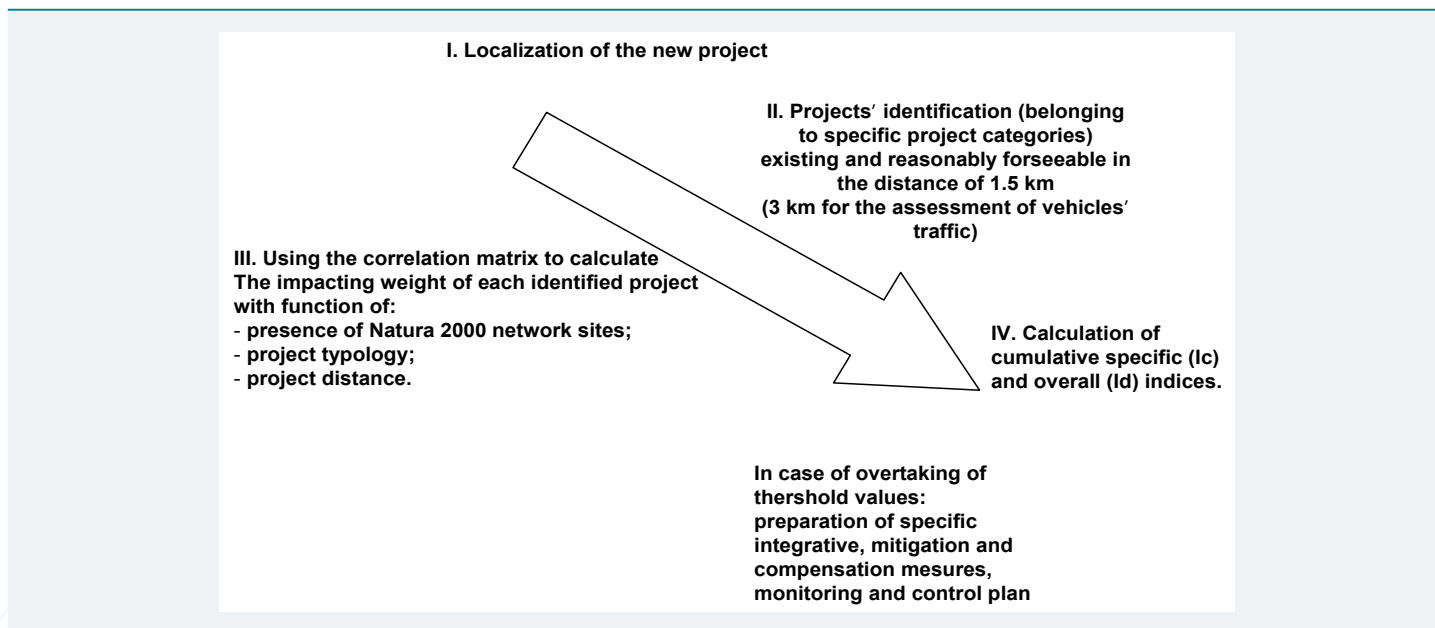 I. Localization of the new project
II. Projects′ identification (belonging
to specific project categories)
existing and reasonably forseeable in
the distance of 1.5 km
(3 km for the assessment of vehicles′
traffic)
III. Using the correlation matrix to calculate
The impacting weight of each identified project
with function of:
- presence of Natura 2000 network sites;
- project typology;
- project distance.
IV. Calculation of
cumulative specific (Ic)
and overall (Id) indices.
In case of overtaking of
thershold values:
preparation of specific
integrative, mitigation and
compensation mesures,
monitoring and control plan